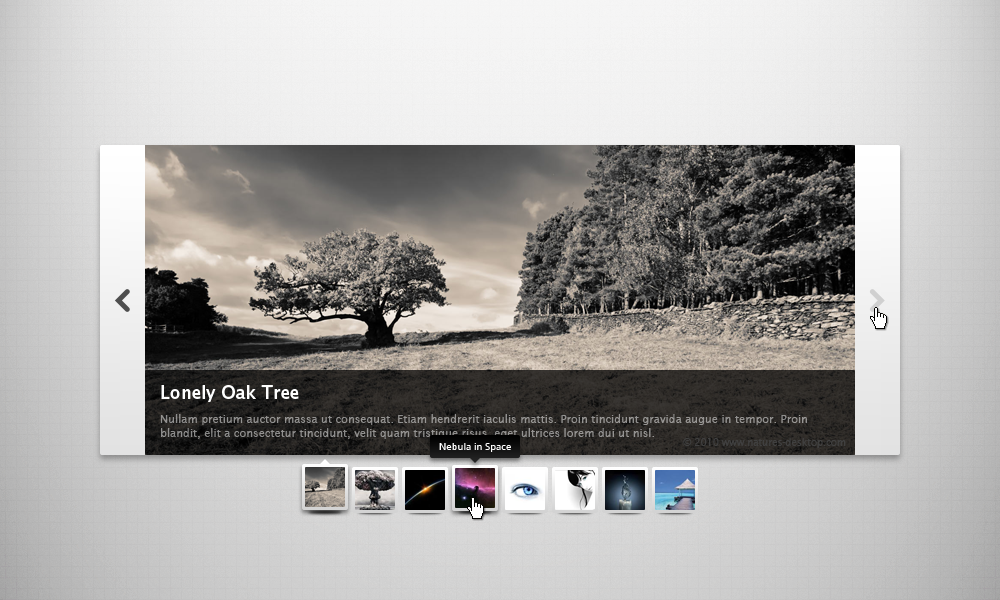 Lonely Oak Tree
Nullam pretium auctor massa ut consequat. Etiam hendrerit iaculis mattis. Proin tincidunt gravida augue in tempor. Proin
blandit, elit a consectetur tincidunt, velit quam tristique risus, eget ultrices lorem dui ut nisl.
© 2010 www.natures-desktop.com
Nebula in Space